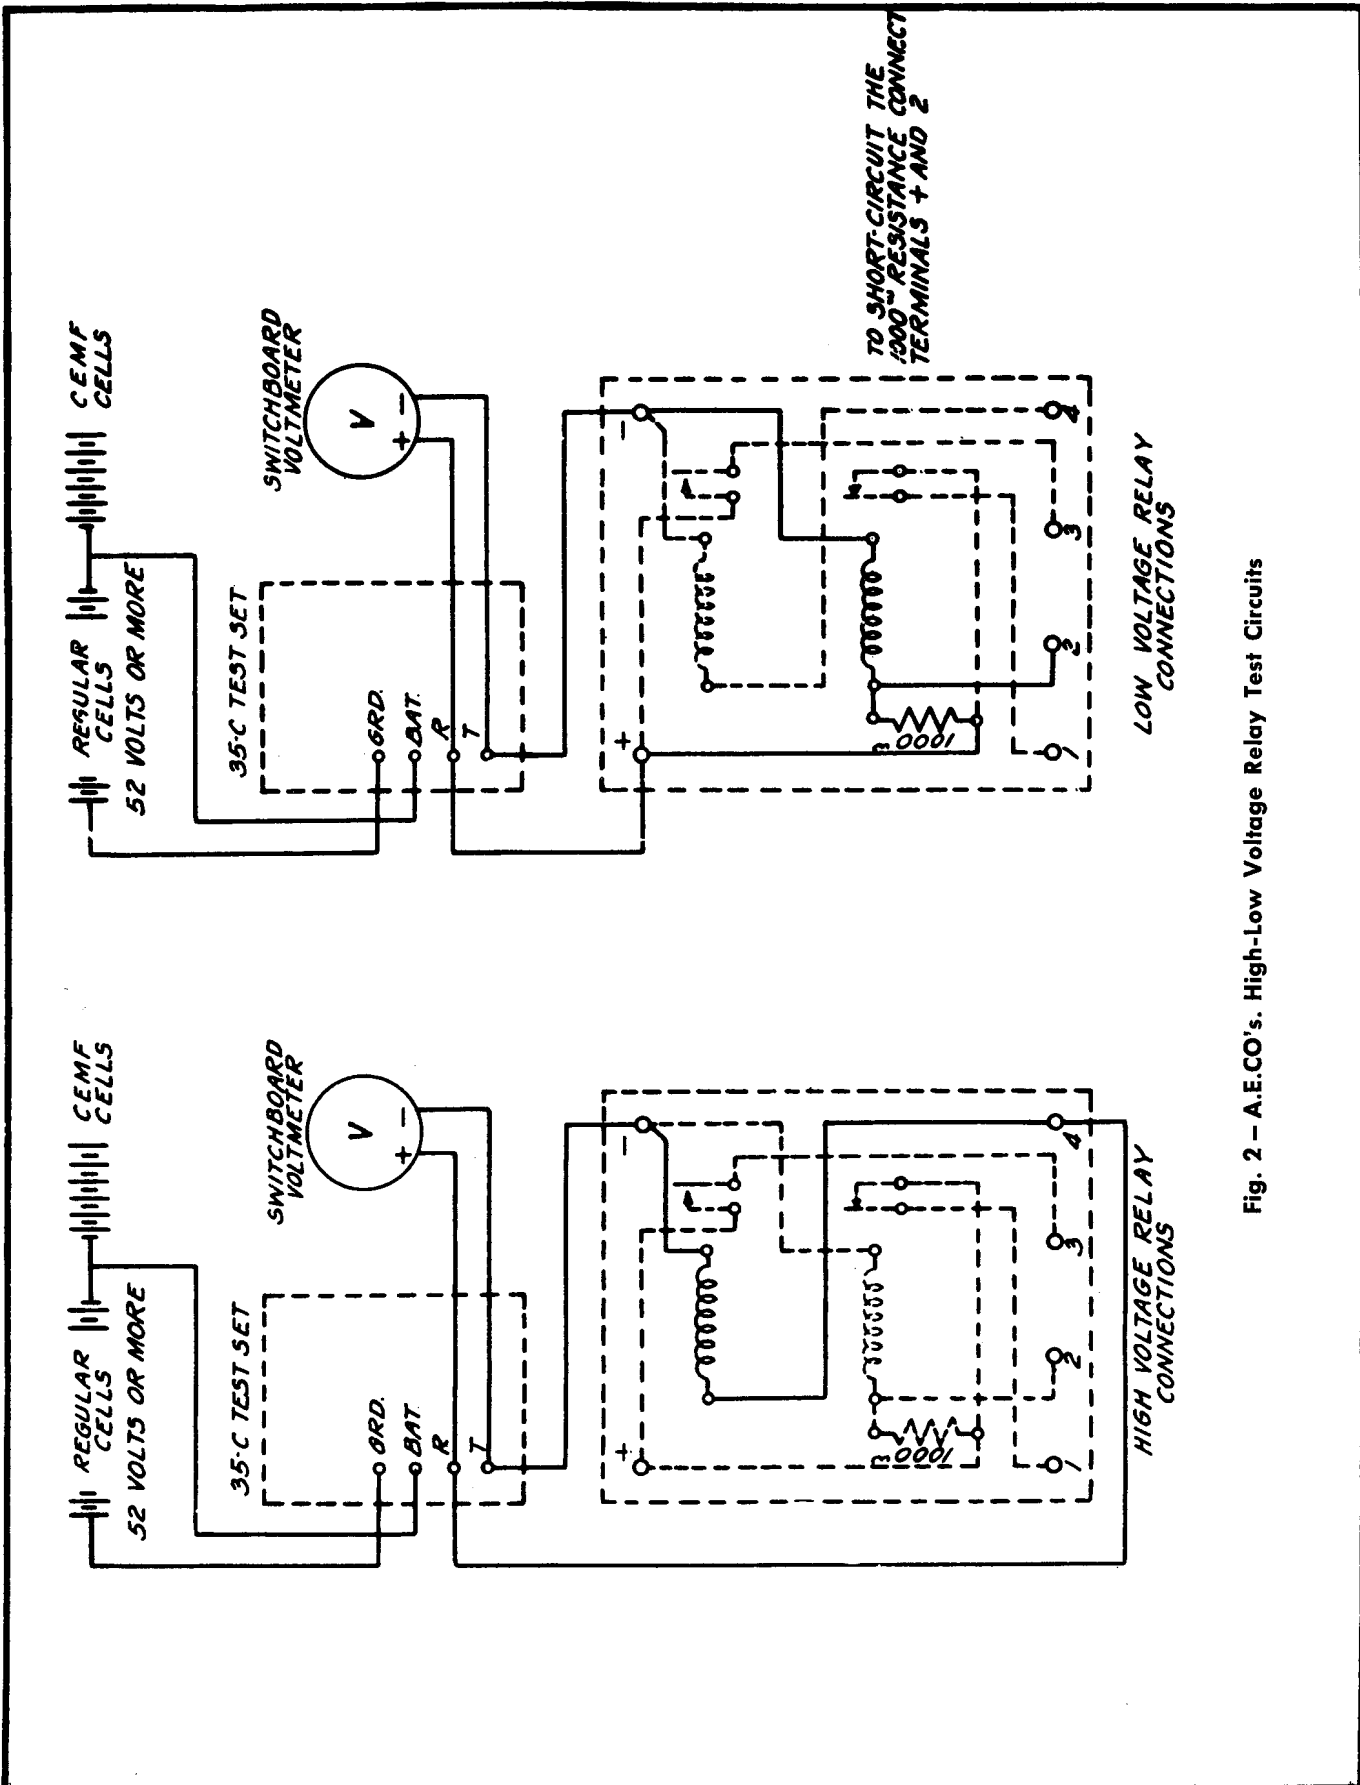 REGULAR
CELLS
CEMF
CELLS
52 VOLTS OR MORE
35-C TEST SET
SWITCHBOARD
VOLTMETER
V
+ −
GRD.
BAT.
R
T
+
−
1000ω
1
2
3
4
HIGH VOLTAGE RELAY
CONNECTIONS
REGULAR
CELLS
CEMF
CELLS
52 VOLTS OR MORE
35-C TEST SET
SWITCHBOARD
VOLTMETER
V
+ −
GRD.
BAT.
R
T
+
−
1000ω
1
2
3
4
TO SHORT-CIRCUIT THE
1000ω RESISTANCE CONNECT
TERMINALS + AND 2
LOW VOLTAGE RELAY
CONNECTIONS
Fig. 2 — A.E.CO's. High-Low Voltage Relay Test Circuits